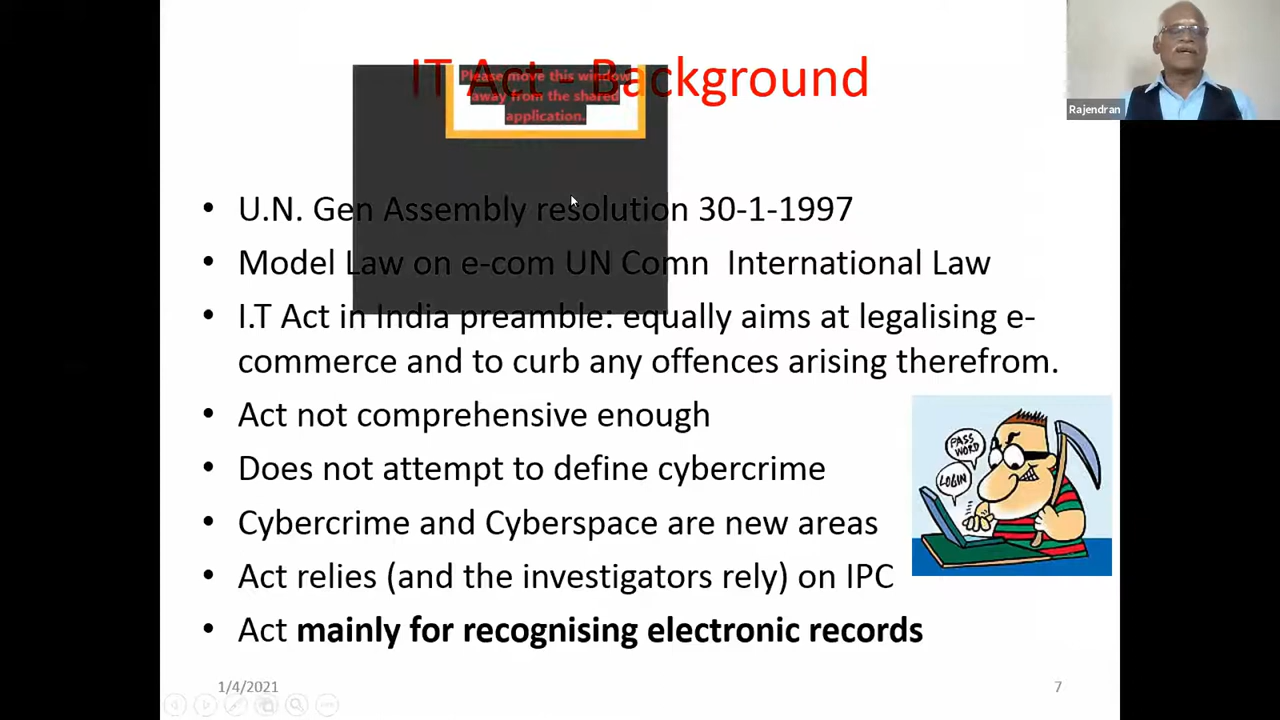 IT Act - Background
Please move this window
away from the shared
application.
Rajendran
• U.N. Gen Assembly resolution 30-1-1997
• Model Law on e-com UN Comn International Law
• I.T Act in India preamble: equally aims at legalising e-
commerce and to curb any offences arising therefrom.
• Act not comprehensive enough
• Does not attempt to define cybercrime
PASS
WORD
LOGIN
• Cybercrime and Cyberspace are new areas
• Act relies (and the investigators rely) on IPC
• Act mainly for recognising electronic records
1/4/2021
7